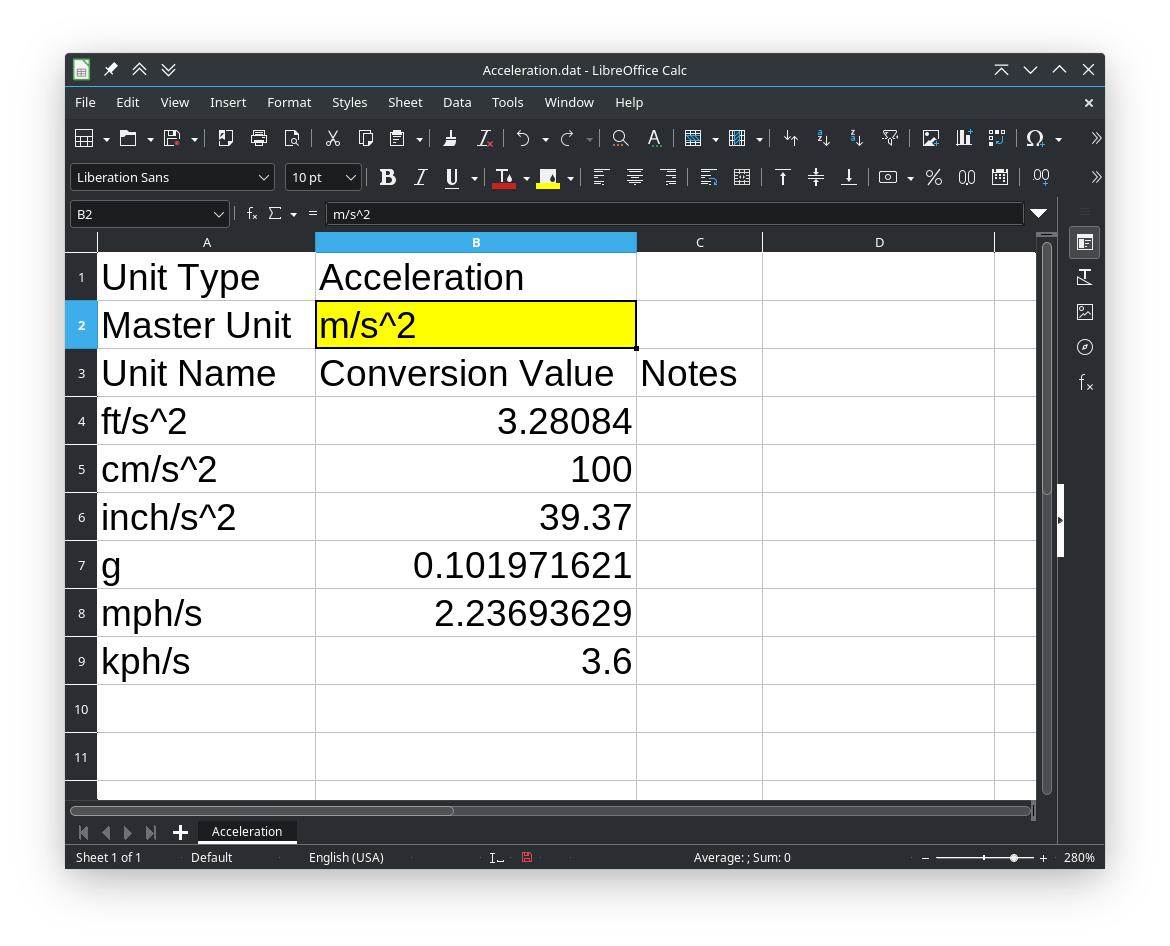 Acceleration.dat - LibreOffice Calc
File Edit View Insert Format Styles Sheet Data Tools Window Help
Liberation Sans 10 pt
B2 m/s^2
A B C D
1 Unit Type Acceleration
2 Master Unit m/s^2
3 Unit Name Conversion Value Notes
4 ft/s^2 3.28084
5 cm/s^2 100
6 inch/s^2 39.37
7 g 0.101971621
8 mph/s 2.23693629
9 kph/s 3.6
10
11
Acceleration
Sheet 1 of 1 Default English (USA) Average: ; Sum: 0 280%